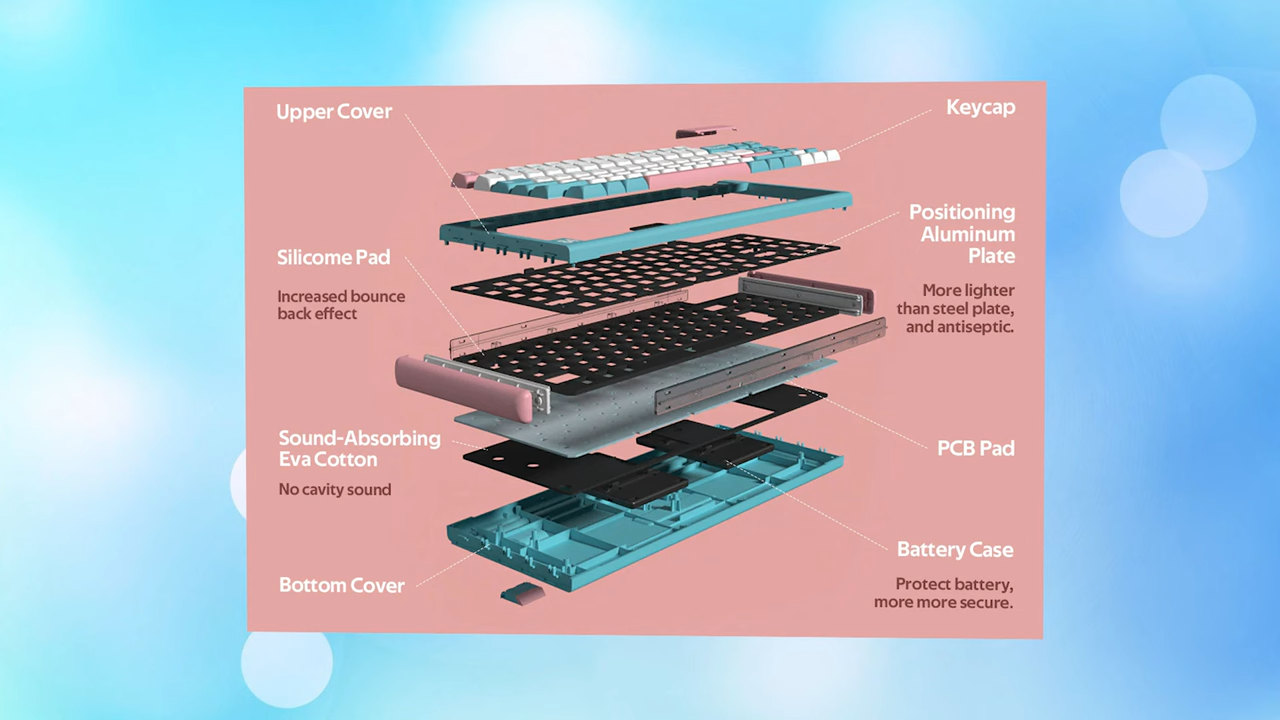 Upper Cover
Keycap
Positioning
Aluminum
Plate
More lighter
than steel plate,
and antiseptic.
Silicome Pad
Increased bounce
back effect
Sound-Absorbing
Eva Cotton
No cavity sound
PCB Pad
Battery Case
Protect battery,
more more secure.
Bottom Cover